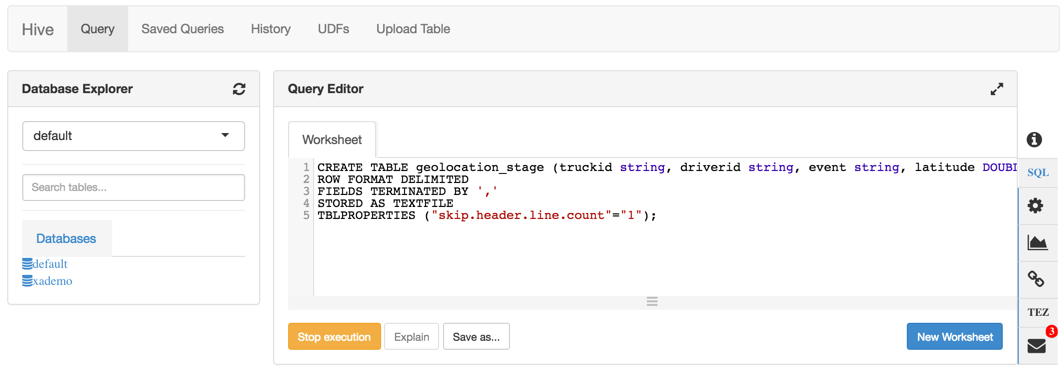 Hive Query Saved Queries History UDFs Upload Table
Database Explorer
default
Search tables...
Databases
default
xademo
Query Editor
Worksheet
1 CREATE TABLE geolocation_stage (truckid string, driverid string, event string, latitude DOUBL
2 ROW FORMAT DELIMITED
3 FIELDS TERMINATED BY ','
4 STORED AS TEXTFILE
5 TBLPROPERTIES ("skip.header.line.count"="1");
Stop execution Explain Save as... New Worksheet
SQL
TEZ
3